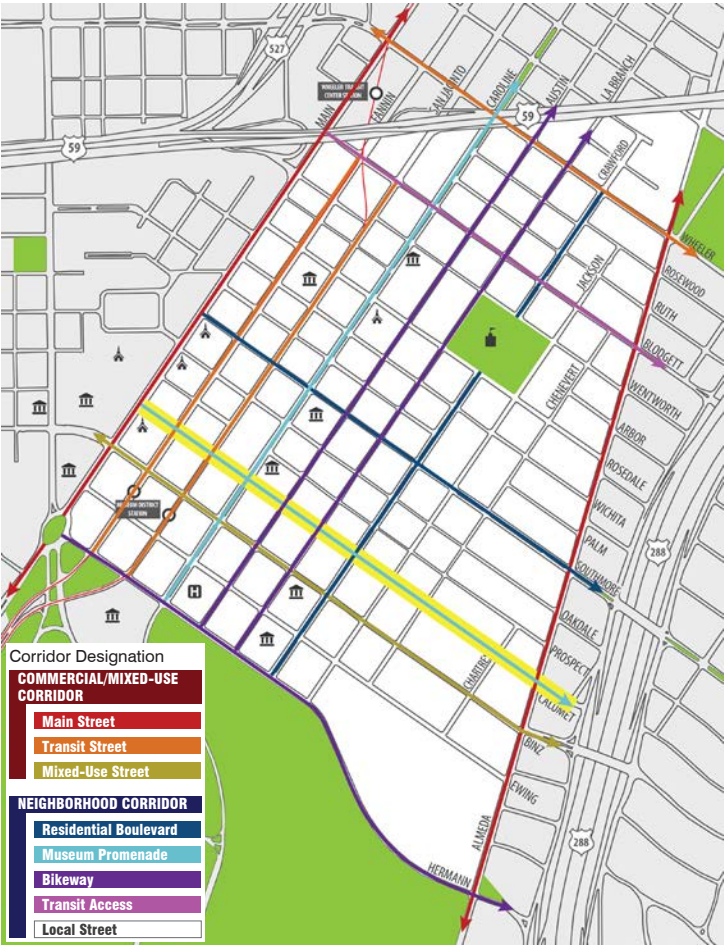 527
WHEELER TRANSIT
CENTER STATION
MAIN
FANNIN
SAN JACINTO
CAROLINE
AUSTIN
LA BRANCH
59
59
CRAWFORD
JACKSON
CHENEVERT
WHEELER
ROSEWOOD
RUTH
BLODGETT
WENTWORTH
ARBOR
ROSEDALE
WICHITA
PALM
SOUTHMORE
288
OAKDALE
PROSPECT
CALUMET
BINZ
EWING
ALMEDA
HERMANN
288
DISTRICT
STATION
H
Corridor Designation
COMMERCIAL/MIXED-USE
CORRIDOR
Main Street
Transit Street
Mixed-Use Street
NEIGHBORHOOD CORRIDOR
Residential Boulevard
Museum Promenade
Bikeway
Transit Access
Local Street